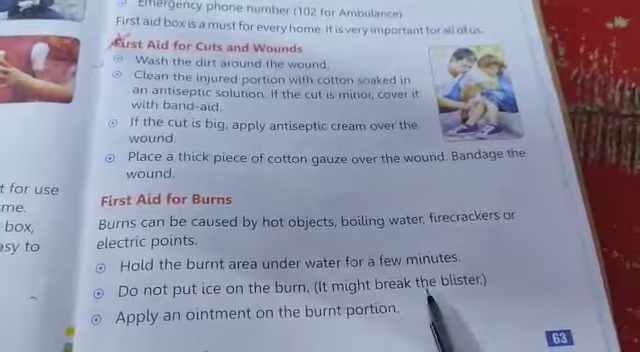 Emergency phone number (102 for Ambulance)
First aid box is a must for every home. It is very important for all of us.
First Aid for Cuts and Wounds
Wash the dirt around the wound.
Clean the injured portion with cotton soaked in
an antiseptic solution. If the cut is minor, cover it
with band-aid.
If the cut is big, apply antiseptic cream over the
wound.
Place a thick piece of cotton gauze over the wound. Bandage the
wound.
t for use
me.
box,
asy to
First Aid for Burns
Burns can be caused by hot objects, boiling water, firecrackers or
electric points.
Hold the burnt area under water for a few minutes.
Do not put ice on the burn. (It might break the blister.)
Apply an ointment on the burnt portion.
63